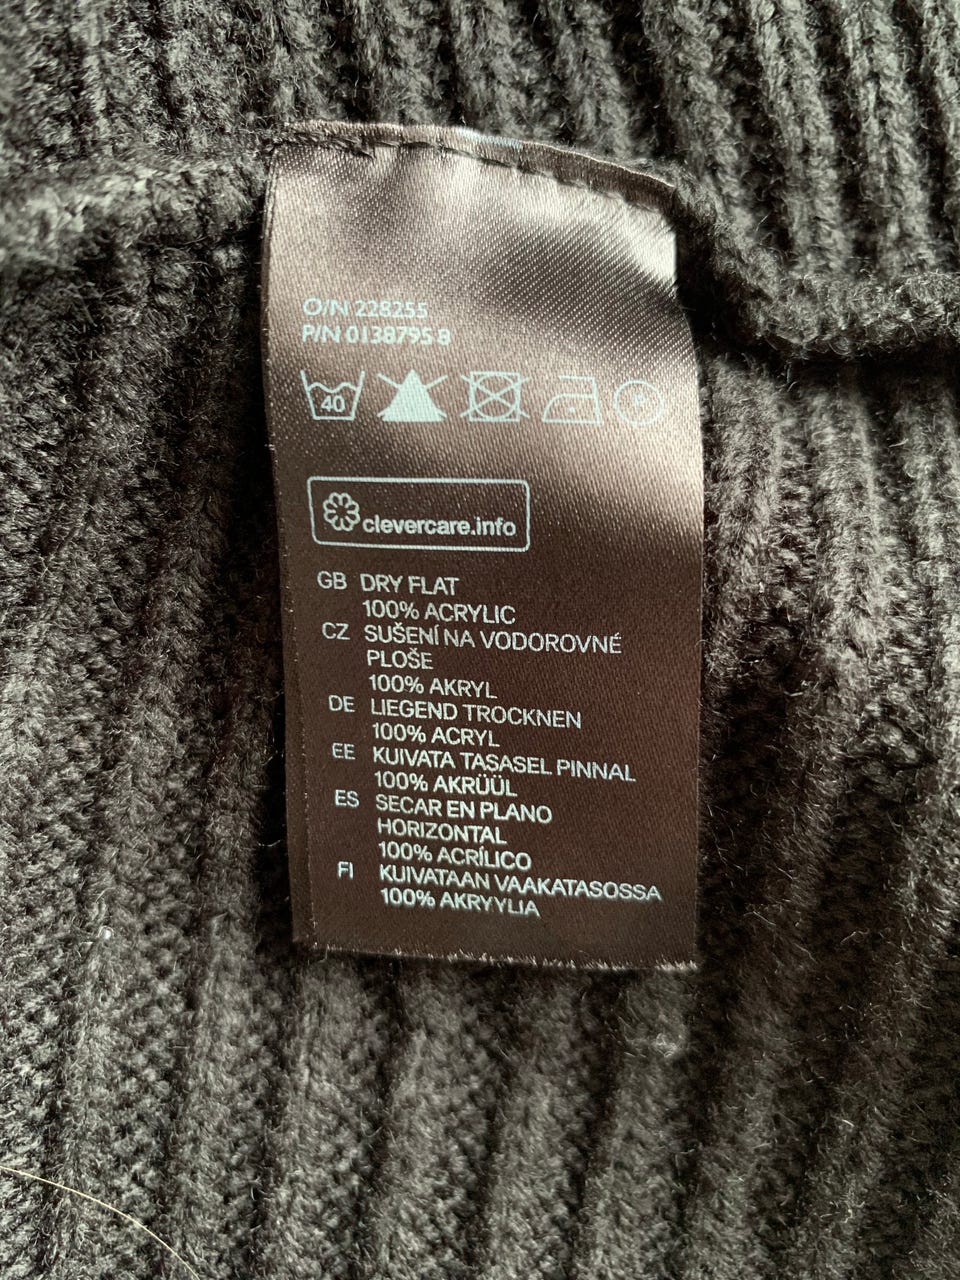 O/N 228255
P/N 0138795 8
40
clevercare.info
GB DRY FLAT
100% ACRYLIC
CZ SUŠENÍ NA VODOROVNÉ
PLOŠE
100% AKRYL
DE LIEGEND TROCKNEN
100% ACRYL
EE KUIVATA TASASEL PINNAL
100% AKRÜÜL
ES SECAR EN PLANO
HORIZONTAL
100% ACRÍLICO
FI KUIVATAAN VAAKATASOSSA
100% AKRYYLIA